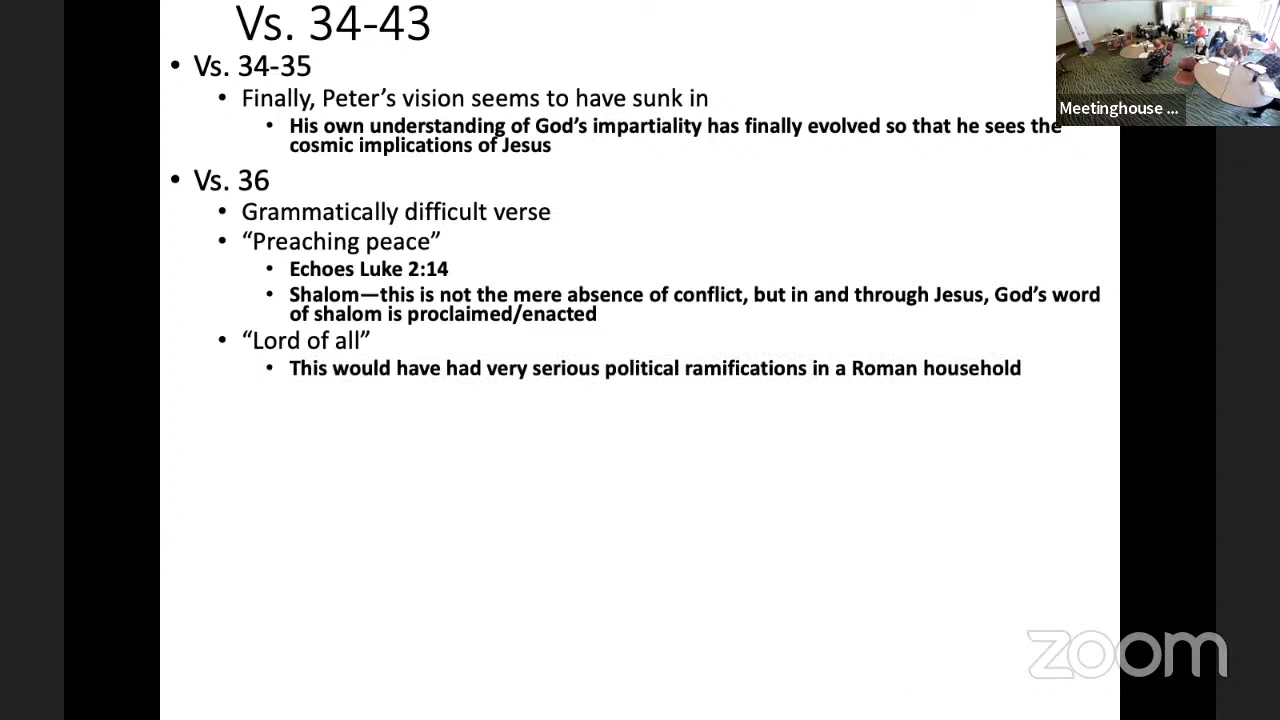 Vs. 34-43
• Vs. 34-35
• Finally, Peter’s vision seems to have sunk in
• His own understanding of God’s impartiality has finally evolved so that he sees the
cosmic implications of Jesus
• Vs. 36
• Grammatically difficult verse
• “Preaching peace”
• Echoes Luke 2:14
• Shalom—this is not the mere absence of conflict, but in and through Jesus, God’s word
of shalom is proclaimed/enacted
• “Lord of all”
• This would have had very serious political ramifications in a Roman household
Meetinghouse ...
zoom